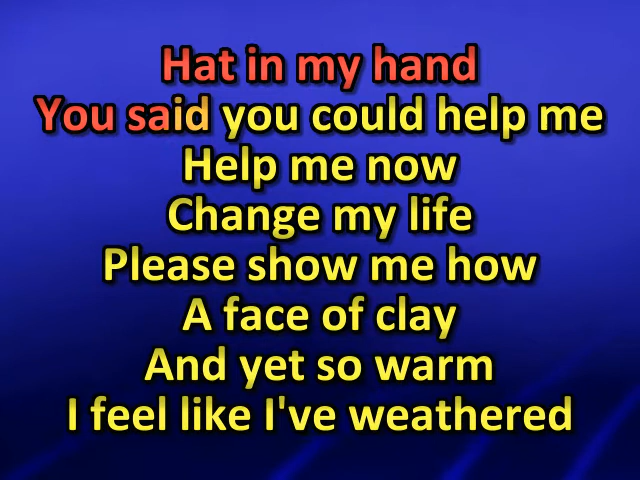 Hat in my hand
You said you could help me
Help me now
Change my life
Please show me how
A face of clay
And yet so warm
I feel like I've weathered